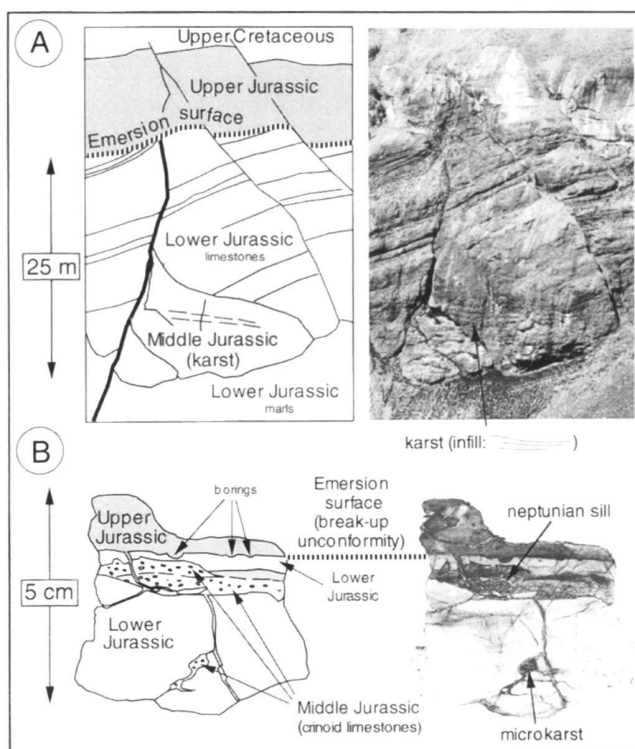 A
Upper Cretaceous
Upper Jurassic
Emersion surface
25 m
Lower Jurassic
limestones
Middle Jurassic
(karst)
Lower Jurassic
marls
karst (infill: )
B
borings
Upper
Jurassic
Emersion
surface
(break-up
unconformity)
neptunian sill
Lower
Jurassic
5 cm
Lower
Jurassic
Middle Jurassic
(crinoid limestones)
microkarst